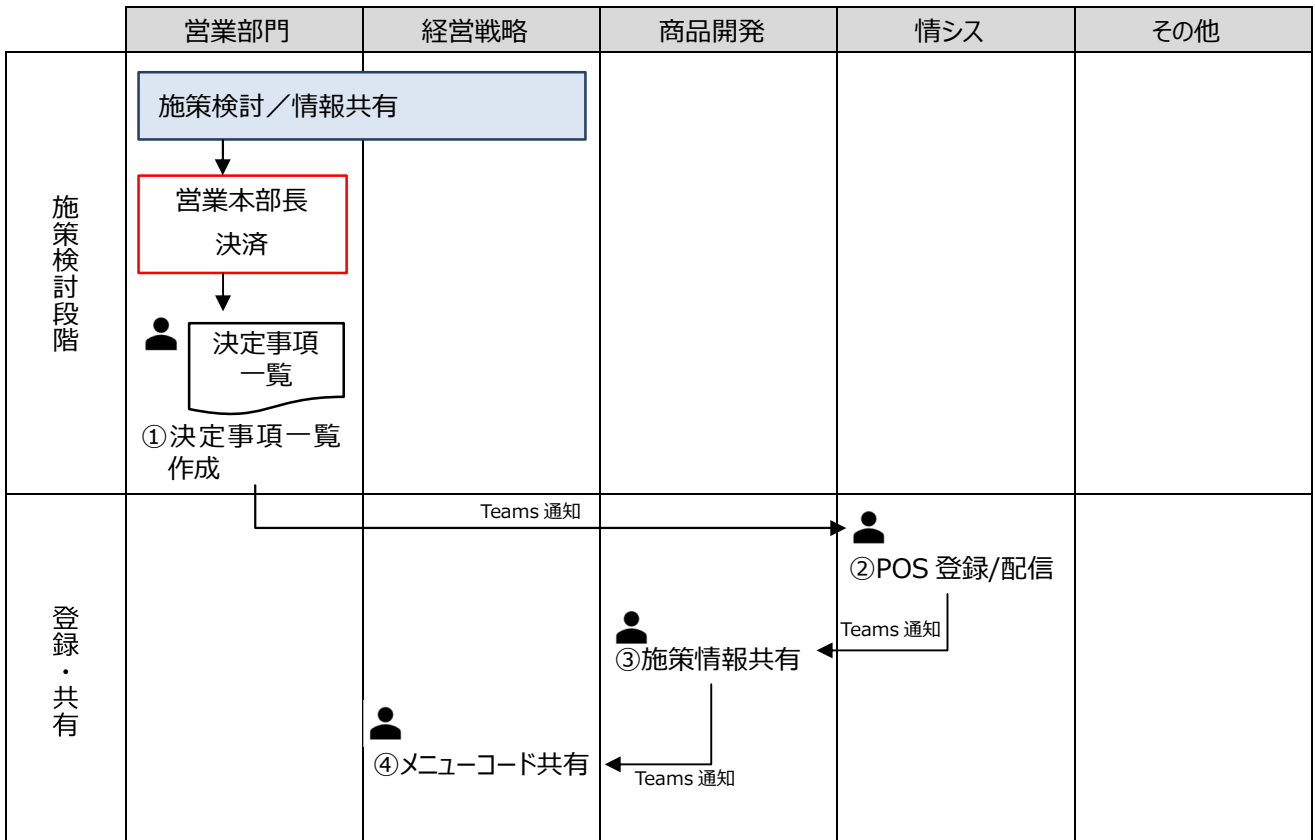 営業部門
経営戦略
商品開発
情シス
その他
施策検討段階
施策検討／情報共有
営業本部長
決済
決定事項
一覧
①決定事項一覧
作成
登録・共有
Teams 通知
②POS 登録/配信
Teams 通知
③施策情報共有
④メニューコード共有
Teams 通知